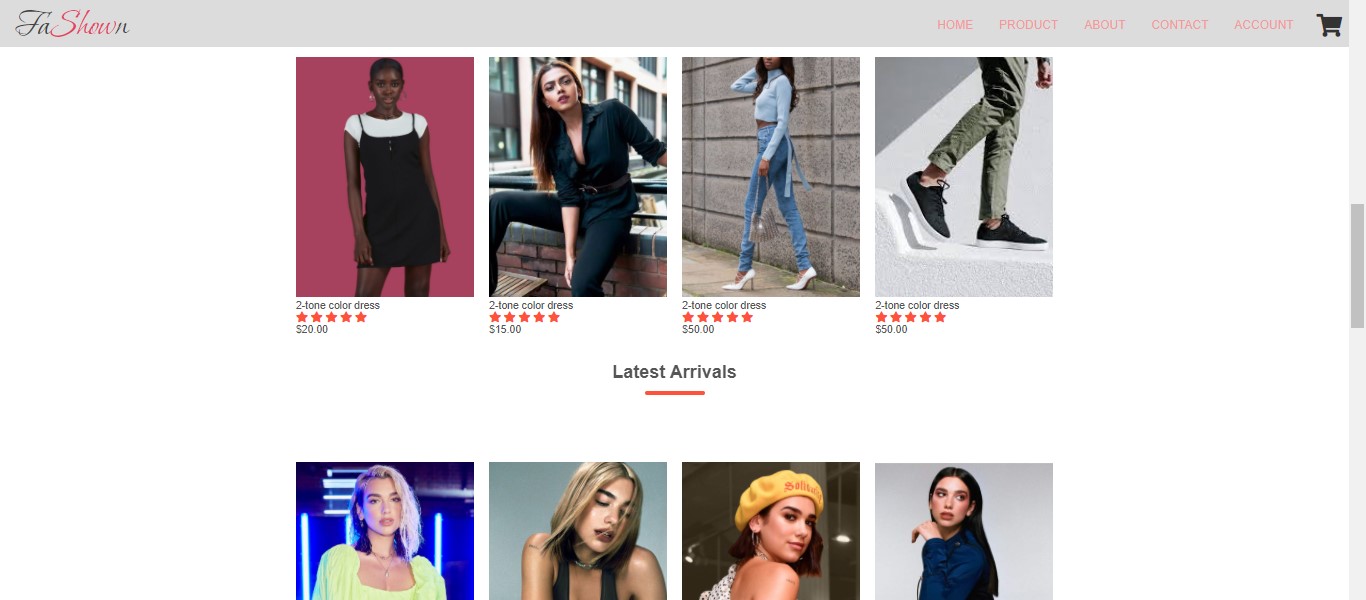 FaShown
HOME PRODUCT ABOUT CONTACT ACCOUNT
2-tone color dress 2-tone color dress 2-tone color dress 2-tone color dress
$20.00 $15.00 $50.00 $50.00
Latest Arrivals